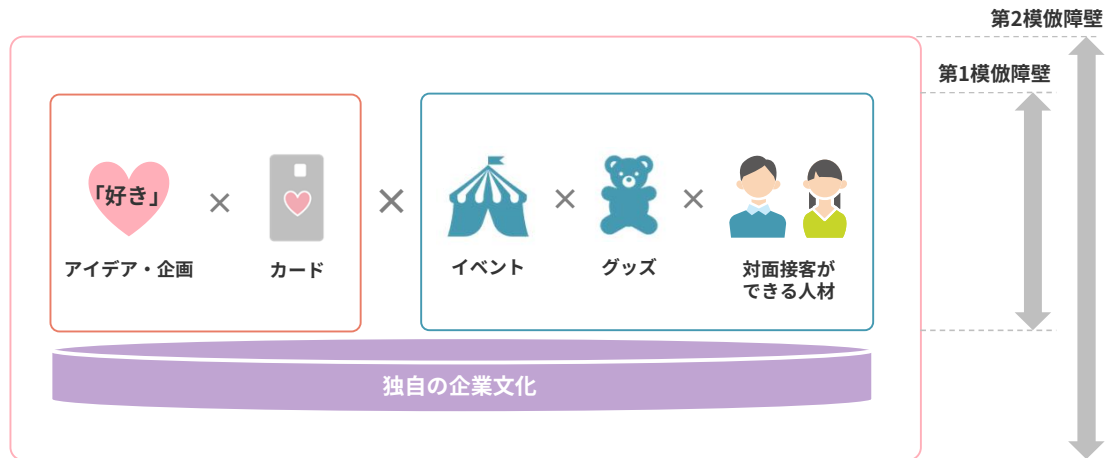 第2模倣障壁
第1模倣障壁
「好き」
×
×
×
×
アイデア・企画
カード
イベント
グッズ
対面接客が
できる人材
独自の企業文化